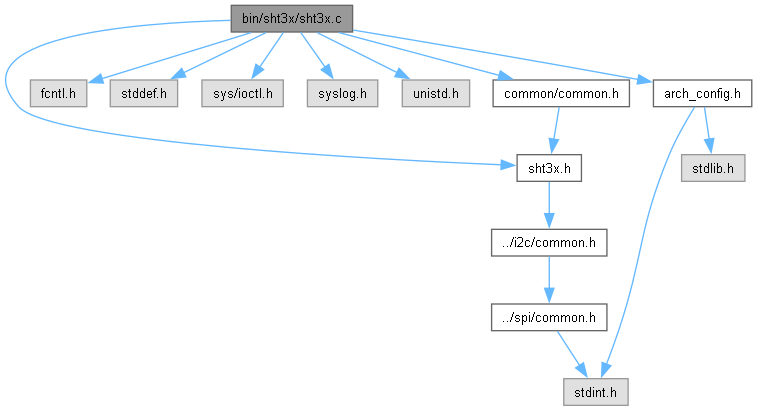 bin/sht3x/sht3x.c
fcntl.h
stddef.h
sys/ioctl.h
syslog.h
unistd.h
common/common.h
arch_config.h
sht3x.h
stdlib.h
../i2c/common.h
../spi/common.h
stdint.h